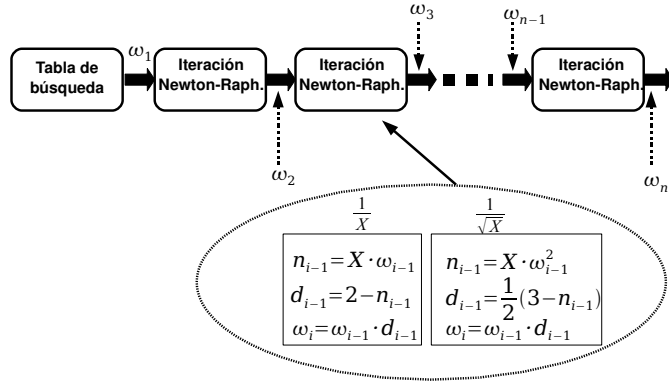 ω₁
ω₃
ωₙ₋₁
Tabla de
búsqueda
Iteración
Newton-Raph.
Iteración
Newton-Raph.
Iteración
Newton-Raph.
ω₂
ωₙ
1/X
nᵢ₋₁=X·ωᵢ₋₁
dᵢ₋₁=2−nᵢ₋₁
ωᵢ=ωᵢ₋₁·dᵢ₋₁
1/√X
nᵢ₋₁=X·ω²ᵢ₋₁
dᵢ₋₁=1/2(3−nᵢ₋₁)
ωᵢ=ωᵢ₋₁·dᵢ₋₁